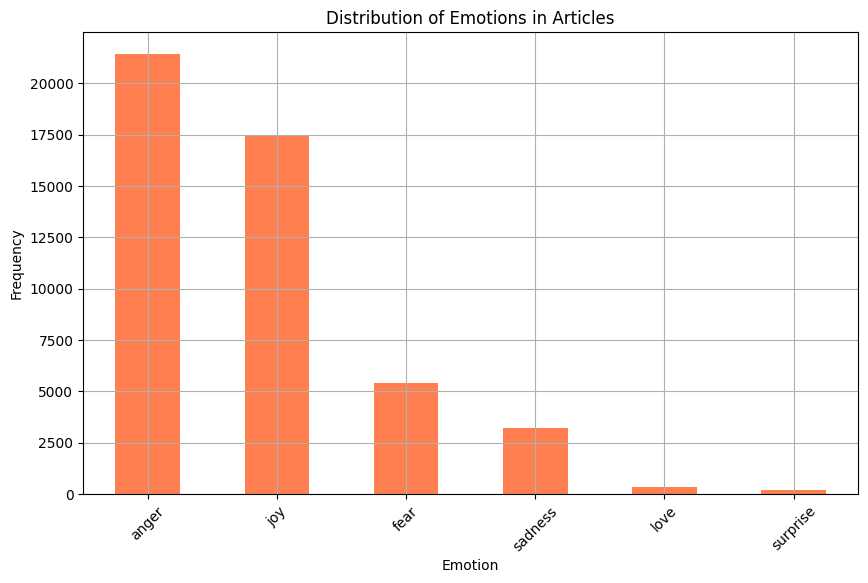 Distribution of Emotions in Articles
Frequency
20000
17500
15000
12500
10000
7500
5000
2500
0
anger
joy
fear
sadness
love
surprise
Emotion